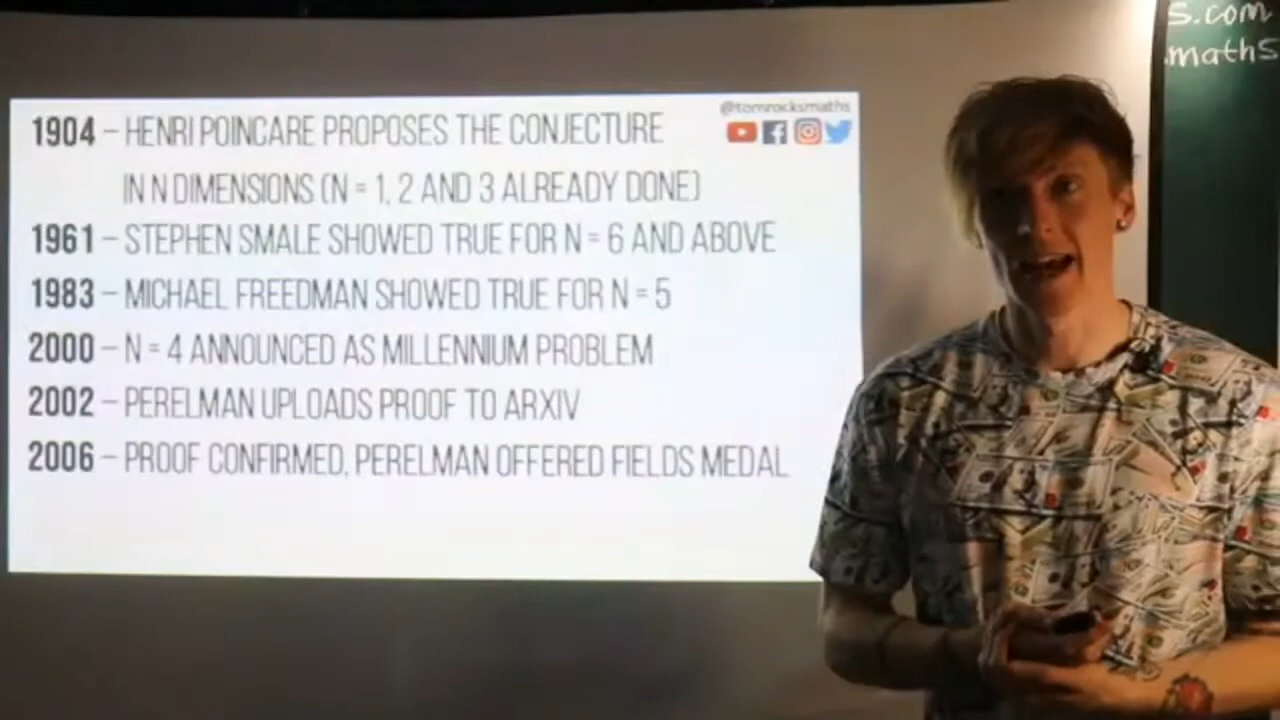 @tomrocksmaths
1904 – HENRI POINCARE PROPOSES THE CONJECTURE
IN N DIMENSIONS (N = 1, 2 AND 3 ALREADY DONE)
1961 – STEPHEN SMALE SHOWED TRUE FOR N = 6 AND ABOVE
1983 – MICHAEL FREEDMAN SHOWED TRUE FOR N = 5
2000 – N = 4 ANNOUNCED AS MILLENNIUM PROBLEM
2002 – PERELMAN UPLOADS PROOF TO ARXIV
2006 – PROOF CONFIRMED, PERELMAN OFFERED FIELDS MEDAL
s.com
maths